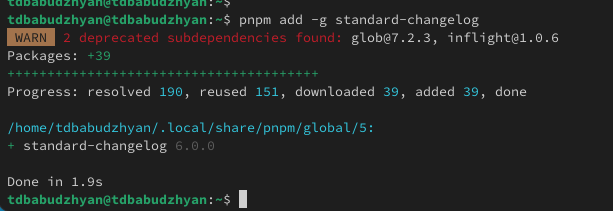 tdbabudzhyan@tdbabudzhyan:~$
tdbabudzhyan@tdbabudzhyan:~$ pnpm add -g standard-changelog
WARN 2 deprecated subdependencies found: glob@7.2.3, inflight@1.0.6
Packages: +39
+++++++++++++++++++++++++++++++++++++++
Progress: resolved 190, reused 151, downloaded 39, added 39, done
/home/tdbabudzhyan/.local/share/pnpm/global/5:
+ standard-changelog 6.0.0
Done in 1.9s
tdbabudzhyan@tdbabudzhyan:~$